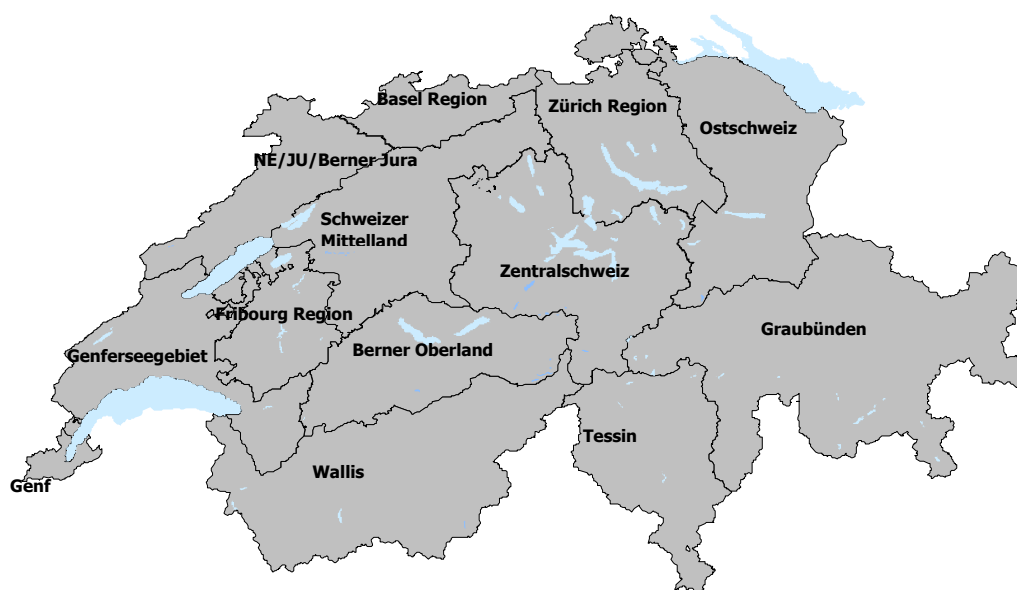 Basel Region
Zürich Region
Ostschweiz
NE/JU/Berner Jura
Schweizer
Mittelland
Zentralschweiz
Fribourg Region
Graubünden
Genferseegebiet
Berner Oberland
Tessin
Wallis
Genf